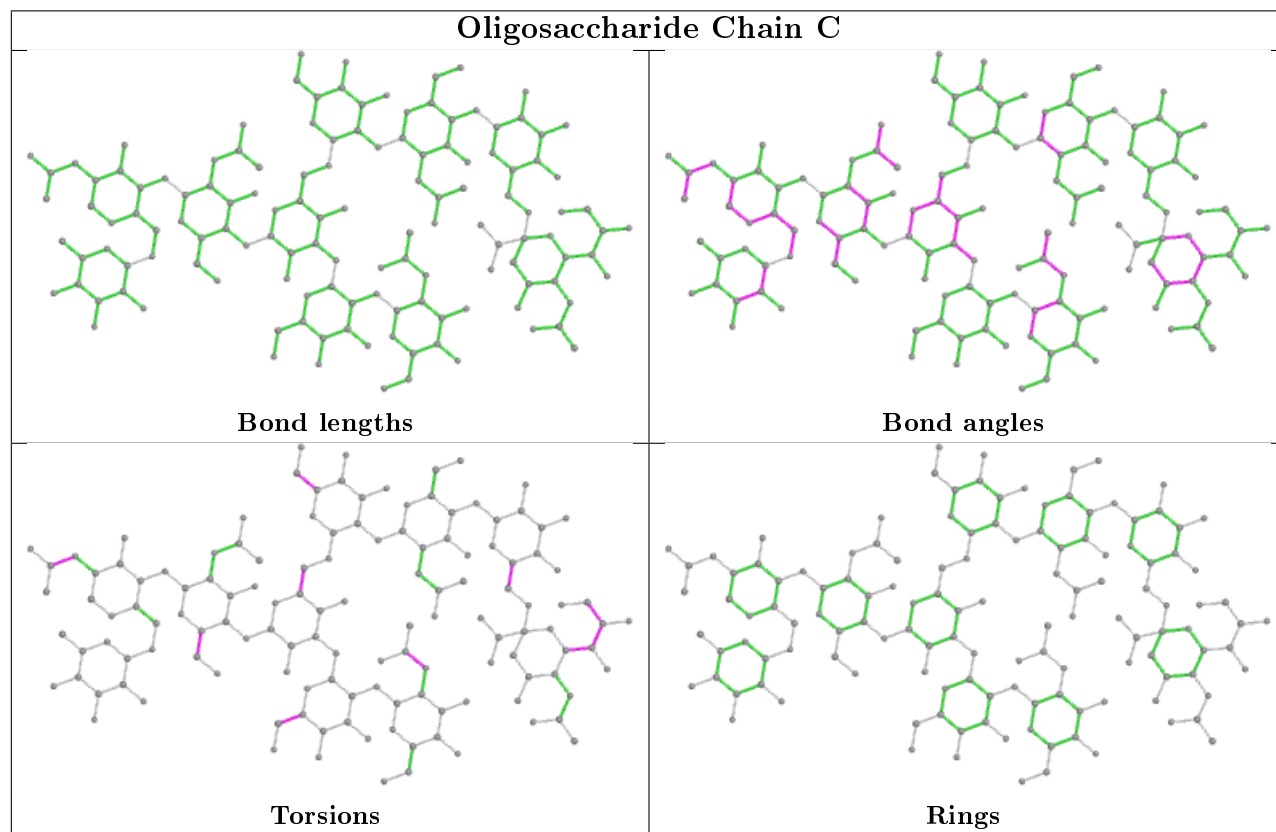 Oligosaccharide Chain C
Bond lengths
Bond angles
Torsions
Rings